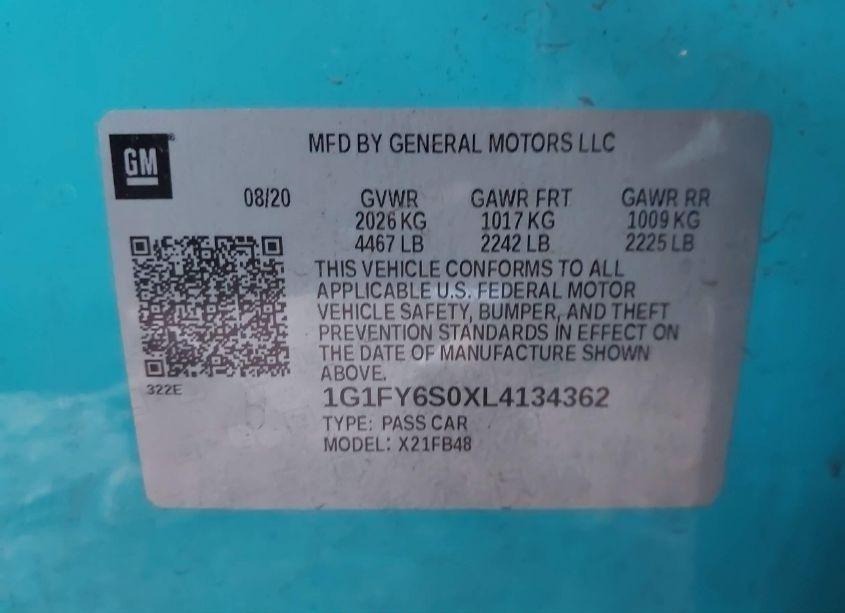 GM
MFD BY GENERAL MOTORS LLC
08/20
GVWR GAWR FRT GAWR RR
2026 KG 1017 KG 1009 KG
4467 LB 2242 LB 2225 LB
THIS VEHICLE CONFORMS TO ALL
APPLICABLE U.S. FEDERAL MOTOR
VEHICLE SAFETY, BUMPER, AND THEFT
PREVENTION STANDARDS IN EFFECT ON
THE DATE OF MANUFACTURE SHOWN
ABOVE.
322E
1G1FY6S0XL4134362
TYPE: PASS CAR
MODEL: X21FB48